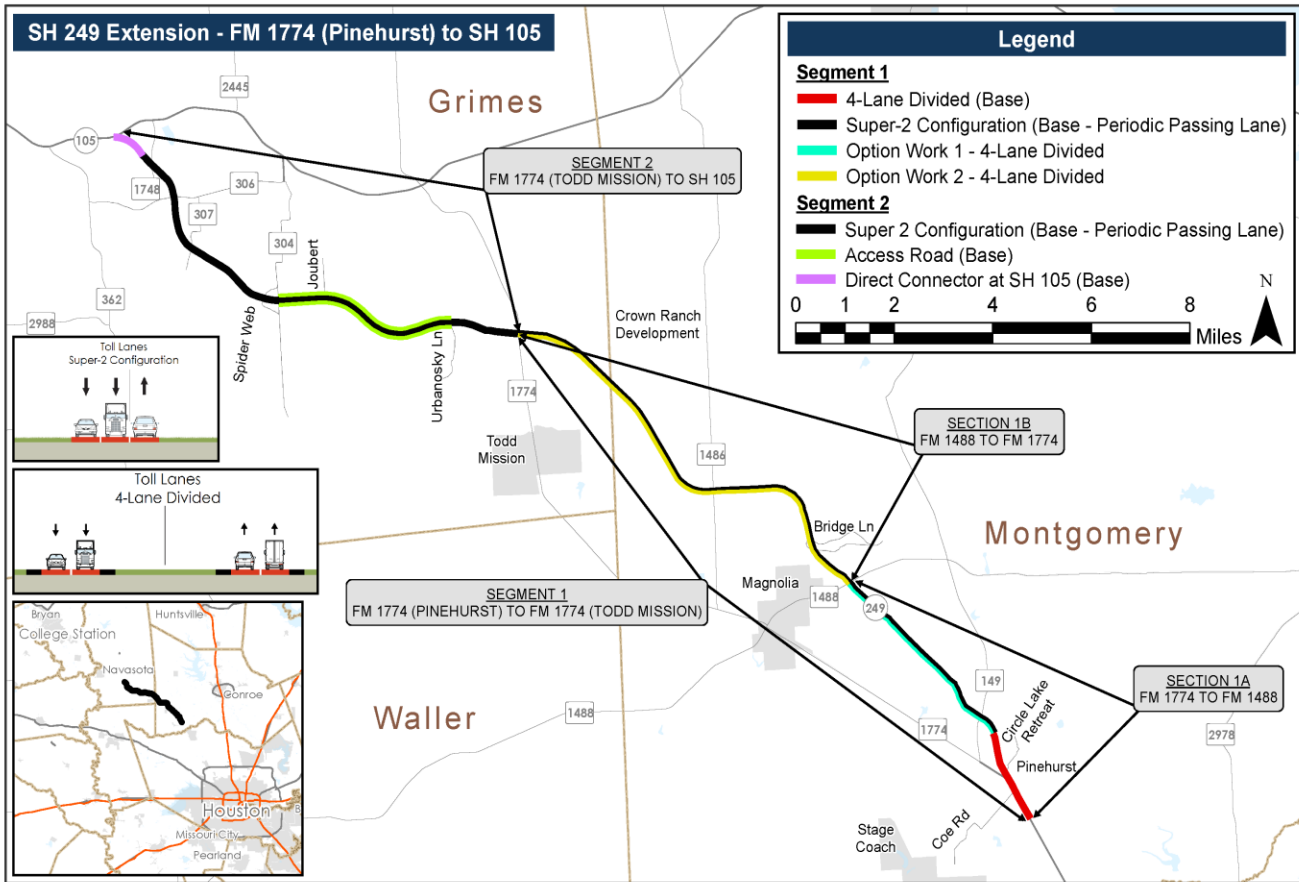 SH 249 Extension - FM 1774 (Pinehurst) to SH 105
Legend
Segment 1
4-Lane Divided (Base)
Super-2 Configuration (Base - Periodic Passing Lane)
Option Work 1 - 4-Lane Divided
Option Work 2 - 4-Lane Divided
Segment 2
Super 2 Configuration (Base - Periodic Passing Lane)
Access Road (Base)
Direct Connector at SH 105 (Base)
N
0 1 2 4 6 8
Miles
2445
Grimes
105
SEGMENT 2
FM 1774 (TODD MISSION) TO SH 105
1748
306
307
304
Joubert
362
2988
Spider Web
Urbanosky Ln
Crown Ranch
Development
1774
Todd
Mission
1486
SECTION 1B
FM 1488 TO FM 1774
Toll Lanes
Super-2 Configuration
Toll Lanes
4-Lane Divided
Bridge Ln
Montgomery
Magnolia
1488
249
SEGMENT 1
FM 1774 (PINEHURST) TO FM 1774 (TODD MISSION)
149
Circle Lake
Retreat
SECTION 1A
FM 1774 TO FM 1488
Waller
1488
1774
2978
Pinehurst
Coe Rd
Stage
Coach
Bryan
College Station
Huntsville
Navasota
Conroe
Houston
B
Missouri City
Pearland